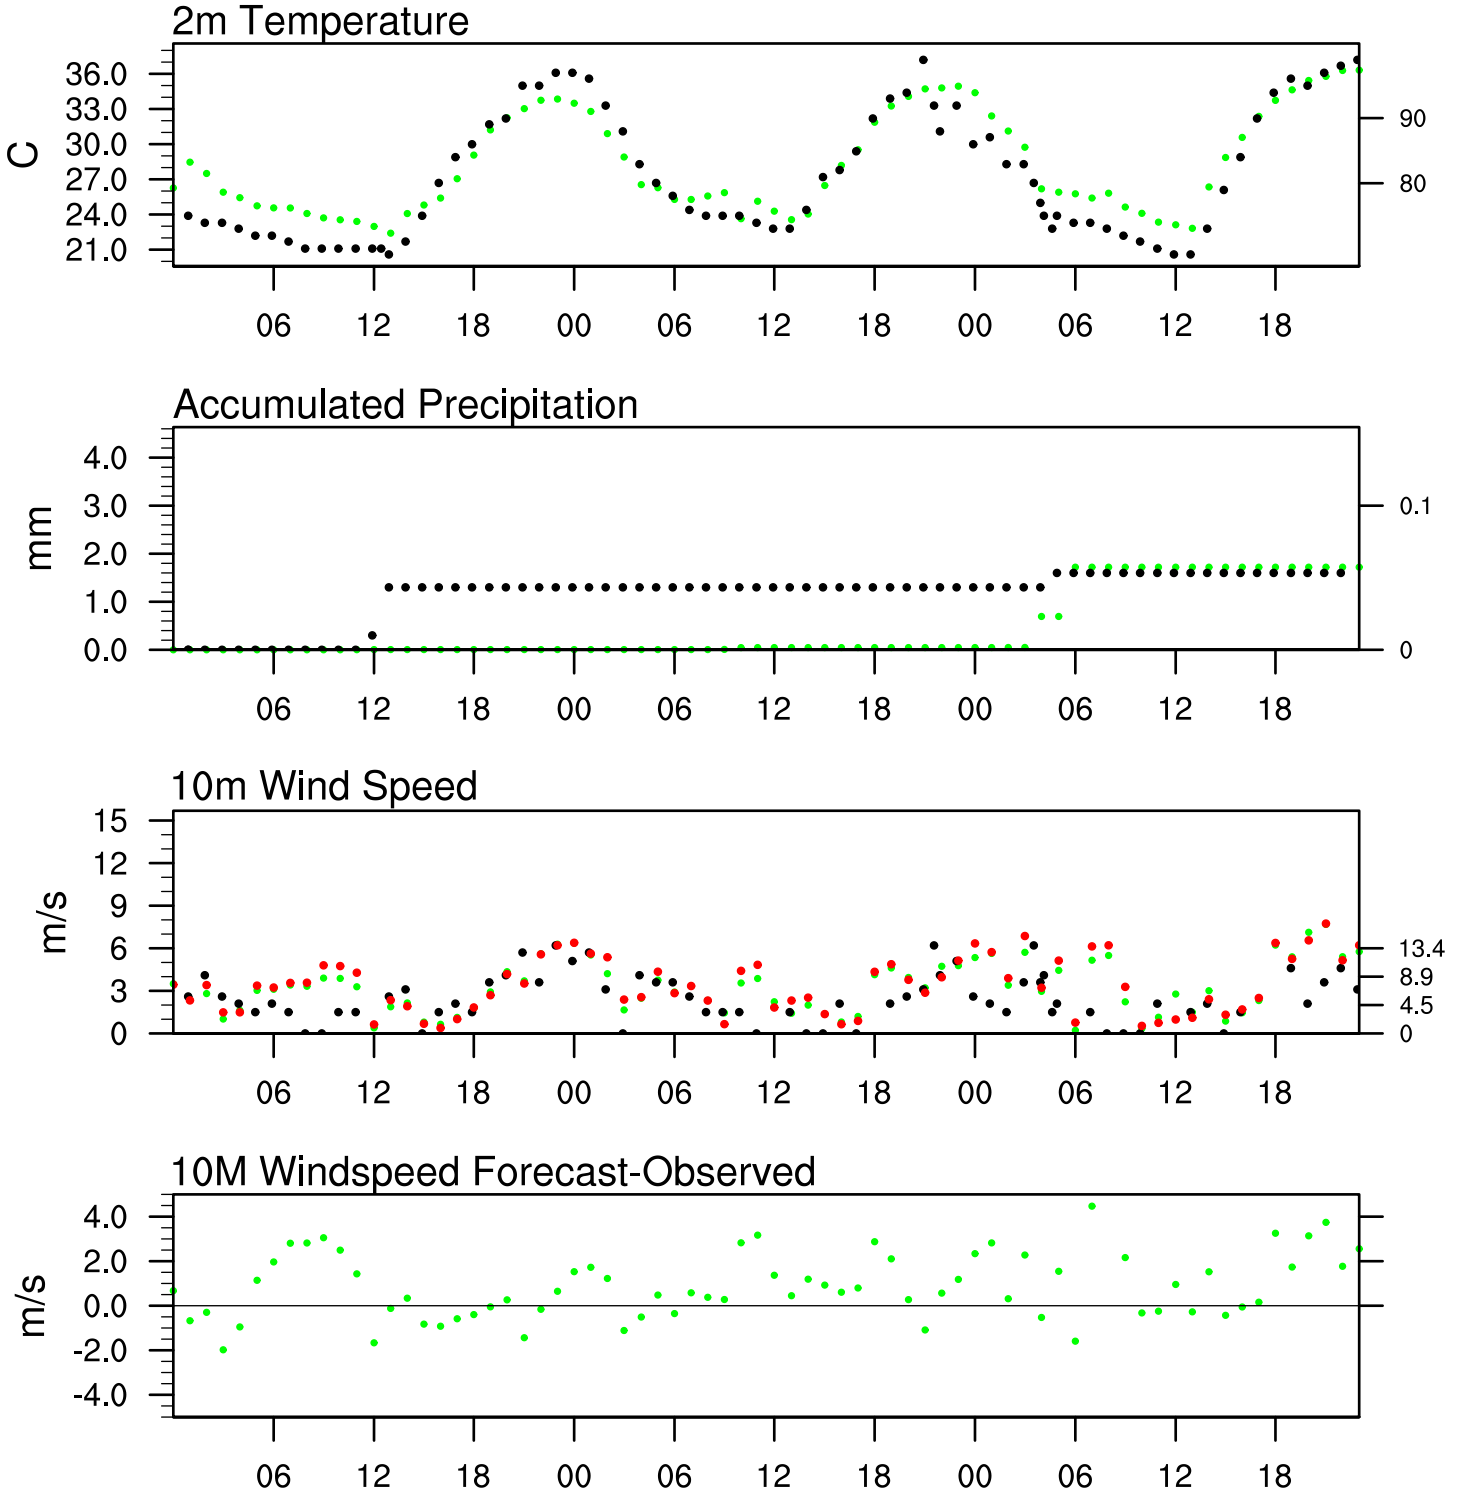 2m Temperature
36.0
33.0
30.0
27.0
24.0
21.0
C
90
80
06 12 18 00 06 12 18 00 06 12 18
Accumulated Precipitation
4.0
3.0
2.0
1.0
0.0
mm
0.1
0
06 12 18 00 06 12 18 00 06 12 18
10m Wind Speed
15
12
9
6
3
0
m/s
13.4
8.9
4.5
0
06 12 18 00 06 12 18 00 06 12 18
10M Windspeed Forecast-Observed
4.0
2.0
0.0
-2.0
-4.0
m/s
06 12 18 00 06 12 18 00 06 12 18